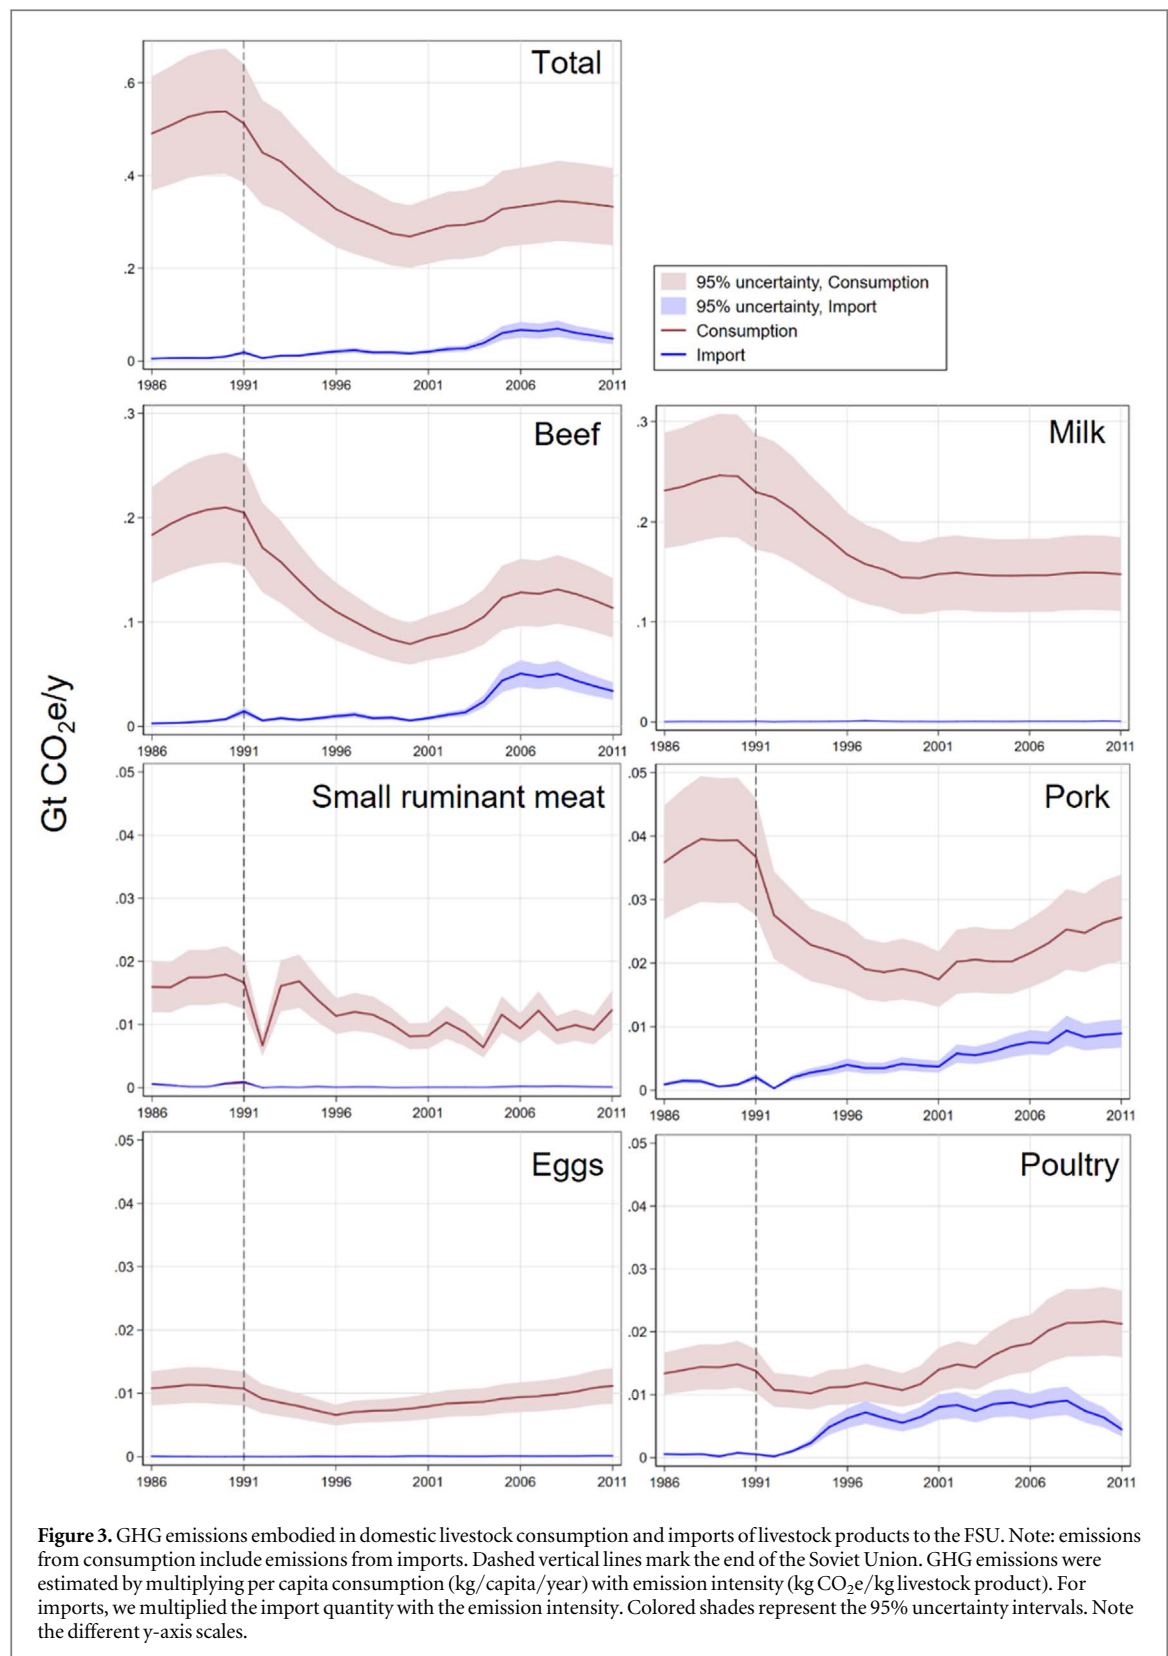 Total
.6
.4
.2
0
1986 1991 1996 2001 2006 2011
95% uncertainty, Consumption
95% uncertainty, Import
Consumption
Import
Gt CO₂e/y
Beef
.3
.2
.1
0
1986 1991 1996 2001 2006 2011
Milk
.3
.2
.1
0
1986 1991 1996 2001 2006 2011
Small ruminant meat
.05
.04
.03
.02
.01
0
1986 1991 1996 2001 2006 2011
Pork
.05
.04
.03
.02
.01
0
1986 1991 1996 2001 2006 2011
Eggs
.05
.04
.03
.02
.01
0
1986 1991 1996 2001 2006 2011
Poultry
.05
.04
.03
.02
.01
0
1986 1991 1996 2001 2006 2011
Figure 3. GHG emissions embodied in domestic livestock consumption and imports of livestock products to the FSU. Note: emissions
from consumption include emissions from imports. Dashed vertical lines mark the end of the Soviet Union. GHG emissions were
estimated by multiplying per capita consumption (kg/capita/year) with emission intensity (kg CO₂e/kg livestock product). For
imports, we multiplied the import quantity with the emission intensity. Colored shades represent the 95% uncertainty intervals. Note
the different y-axis scales.